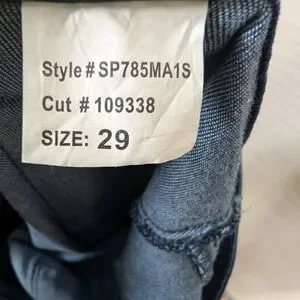 Style # SP785MA1S
Cut # 109338
SIZE: 29